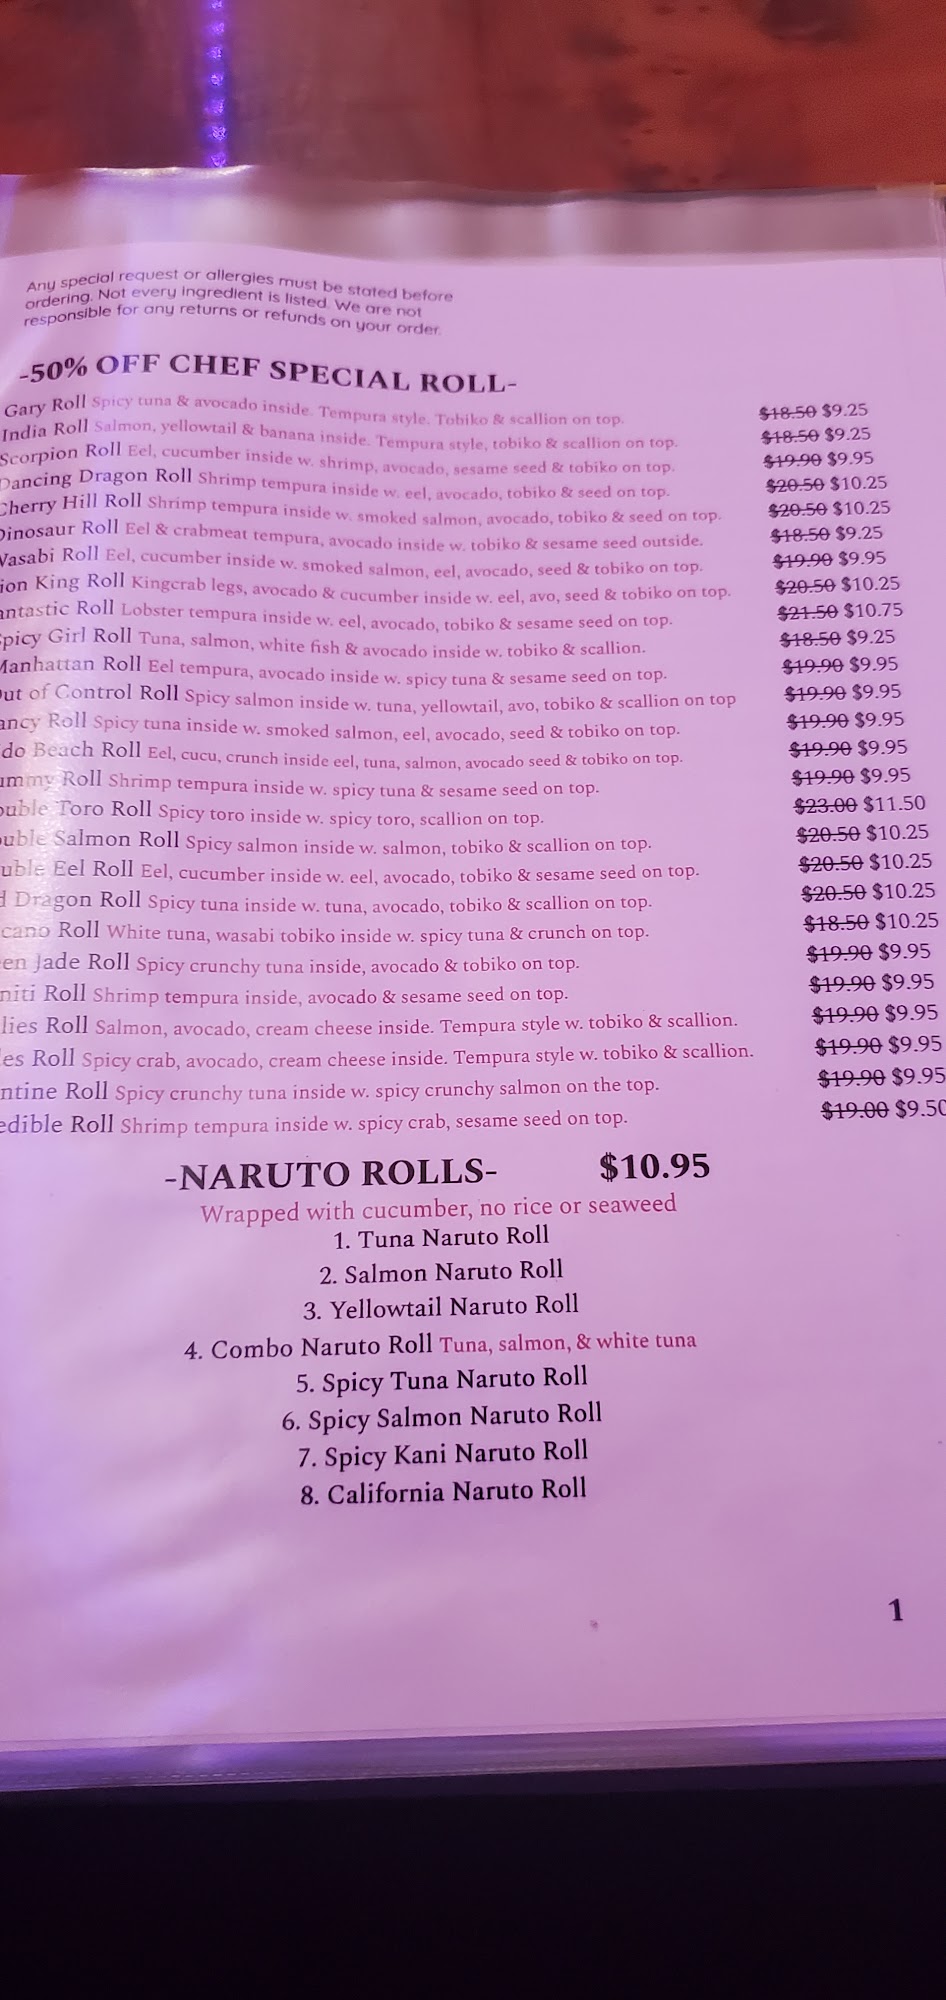 Any special request or allergies must be stated before
ordering. Not every ingredient is listed. We are not
responsible for any returns or refunds on your order.
-50% OFF CHEF SPECIAL ROLL-
Gary Roll Spicy tuna & avocado inside. Tempura style. Tobiko & scallion on top. $18.50 $9.25
India Roll Salmon, yellowtail & banana inside. Tempura style, tobiko & scallion on top. $18.50 $9.25
Scorpion Roll Eel, cucumber inside w. shrimp, avocado, sesame seed & tobiko on top. $19.90 $9.95
Dancing Dragon Roll Shrimp tempura inside w. eel, avocado, tobiko & seed on top. $20.50 $10.25
Cherry Hill Roll Shrimp tempura inside w. smoked salmon, avocado, tobiko & seed on top. $20.50 $10.25
Dinosaur Roll Eel & crabmeat tempura, avocado inside w. tobiko & sesame seed outside. $18.50 $9.25
Wasabi Roll Eel, cucumber inside w. smoked salmon, eel, avocado, seed & tobiko on top. $19.90 $9.95
ion King Roll Kingcrab legs, avocado & cucumber inside w. eel, avo, seed & tobiko on top. $20.50 $10.25
antastic Roll Lobster tempura inside w. eel, avocado, tobiko & sesame seed on top. $21.50 $10.75
Spicy Girl Roll Tuna, salmon, white fish & avocado inside w. tobiko & scallion. $18.50 $9.25
Manhattan Roll Eel tempura, avocado inside w. spicy tuna & sesame seed on top. $19.90 $9.95
Out of Control Roll Spicy salmon inside w. tuna, yellowtail, avo, tobiko & scallion on top $19.90 $9.95
ancy Roll Spicy tuna inside w. smoked salmon, eel, avocado, seed & tobiko on top. $19.90 $9.95
do Beach Roll Eel, cucu, crunch inside eel, tuna, salmon, avocado seed & tobiko on top. $19.90 $9.95
ummy Roll Shrimp tempura inside w. spicy tuna & sesame seed on top. $19.90 $9.95
ouble Toro Roll Spicy toro inside w. spicy toro, scallion on top. $23.00 $11.50
ouble Salmon Roll Spicy salmon inside w. salmon, tobiko & scallion on top. $20.50 $10.25
uble Eel Roll Eel, cucumber inside w. eel, avocado, tobiko & sesame seed on top. $20.50 $10.25
d Dragon Roll Spicy tuna inside w. tuna, avocado, tobiko & scallion on top. $20.50 $10.25
cano Roll White tuna, wasabi tobiko inside w. spicy tuna & crunch on top. $18.50 $10.25
en Jade Roll Spicy crunchy tuna inside, avocado & tobiko on top. $19.90 $9.95
niti Roll Shrimp tempura inside, avocado & sesame seed on top. $19.90 $9.95
lies Roll Salmon, avocado, cream cheese inside. Tempura style w. tobiko & scallion. $19.90 $9.95
es Roll Spicy crab, avocado, cream cheese inside. Tempura style w. tobiko & scallion. $19.90 $9.95
ntine Roll Spicy crunchy tuna inside w. spicy crunchy salmon on the top. $19.90 $9.95
edible Roll Shrimp tempura inside w. spicy crab, sesame seed on top. $19.00 $9.50
-NARUTO ROLLS- $10.95
Wrapped with cucumber, no rice or seaweed
1. Tuna Naruto Roll
2. Salmon Naruto Roll
3. Yellowtail Naruto Roll
4. Combo Naruto Roll Tuna, salmon, & white tuna
5. Spicy Tuna Naruto Roll
6. Spicy Salmon Naruto Roll
7. Spicy Kani Naruto Roll
8. California Naruto Roll
1